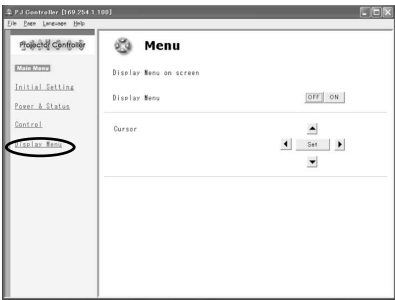 PJ Controller [169.254.1.100]
File Page Language Help
Projector Controller
Main Menu
Initial Setting
Power & Status
Control
Display Menu
Menu
Display Menu on screen
Display Menu OFF ON
Cursor
Set